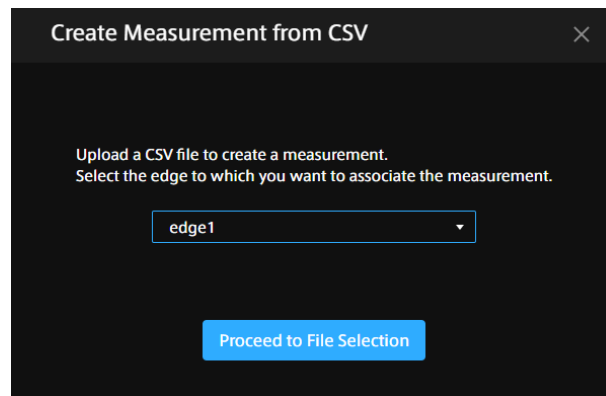 Create Measurement from CSV
Upload a CSV file to create a measurement.
Select the edge to which you want to associate the measurement.
edge1
Proceed to File Selection